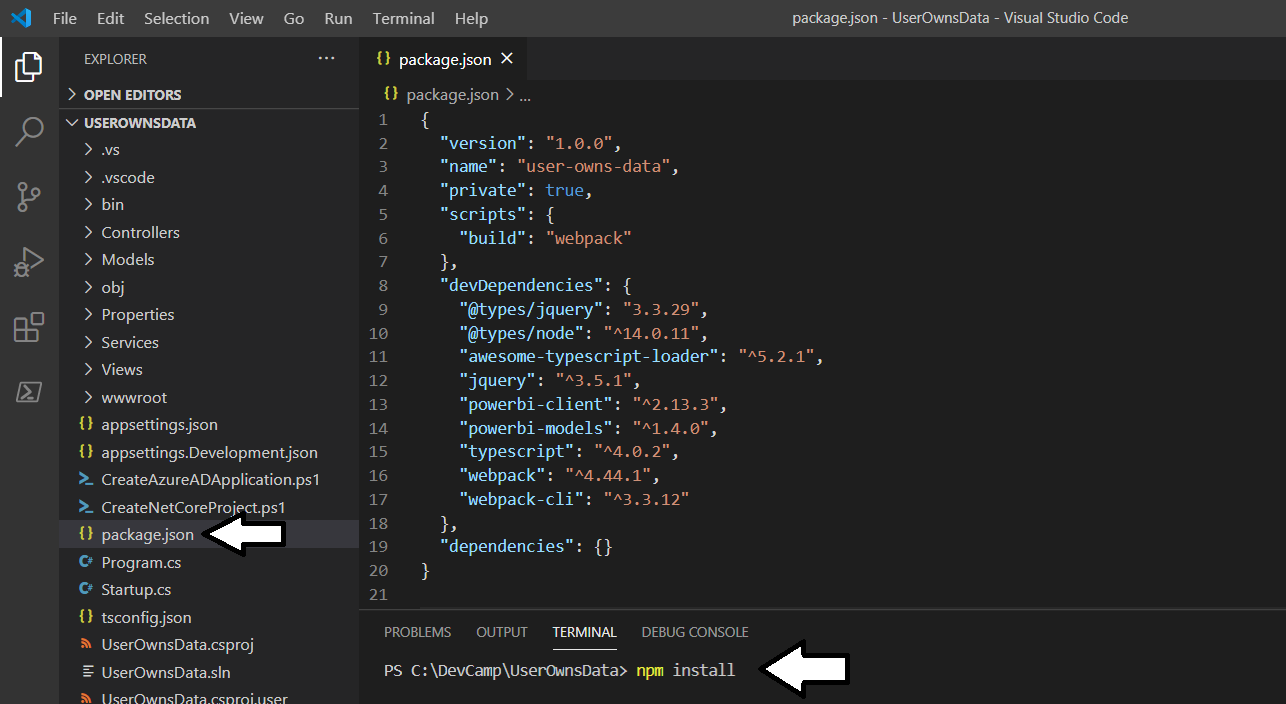 File Edit Selection View Go Run Terminal Help package.json - UserOwnsData - Visual Studio Code
EXPLORER ...
OPEN EDITORS
USEROWNSDATA
.vs
.vscode
bin
Controllers
Models
obj
Properties
Services
Views
wwwroot
{} appsettings.json
{} appsettings.Development.json
CreateAzureADApplication.ps1
CreateNetCoreProject.ps1
{} package.json
C# Program.cs
C# Startup.cs
{} tsconfig.json
UserOwnsData.csproj
UserOwnsData.sln
UserOwnsData.csproj.user
{} package.json
{} package.json > ...
1 {
2 "version": "1.0.0",
3 "name": "user-owns-data",
4 "private": true,
5 "scripts": {
6 "build": "webpack"
7 },
8 "devDependencies": {
9 "@types/jquery": "3.3.29",
10 "@types/node": "^14.0.11",
11 "awesome-typescript-loader": "^5.2.1",
12 "jquery": "^3.5.1",
13 "powerbi-client": "^2.13.3",
14 "powerbi-models": "^1.4.0",
15 "typescript": "^4.0.2",
16 "webpack": "^4.44.1",
17 "webpack-cli": "^3.3.12"
18 },
19 "dependencies": {}
20 }
21
PROBLEMS OUTPUT TERMINAL DEBUG CONSOLE
PS C:\DevCamp\UserOwnsData> npm install